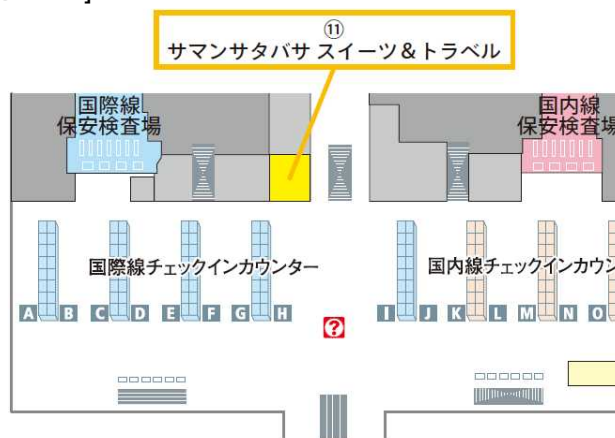 ⑪
サマンサタバサ スイーツ&トラベル
国際線
保安検査場
国内線
保安検査場
国際線チェックインカウンター
国内線チェックインカウン
A B C D E F G H I J K L M N O
?